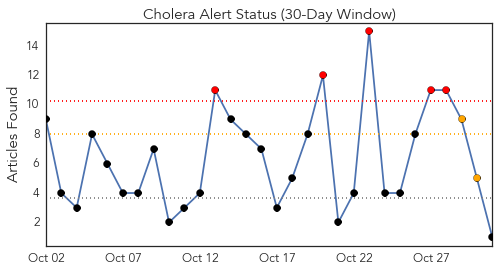 Cholera Alert Status (30-Day Window)
Articles Found
14
12
10
8
6
4
2
Oct 02 Oct 07 Oct 12 Oct 17 Oct 22 Oct 27